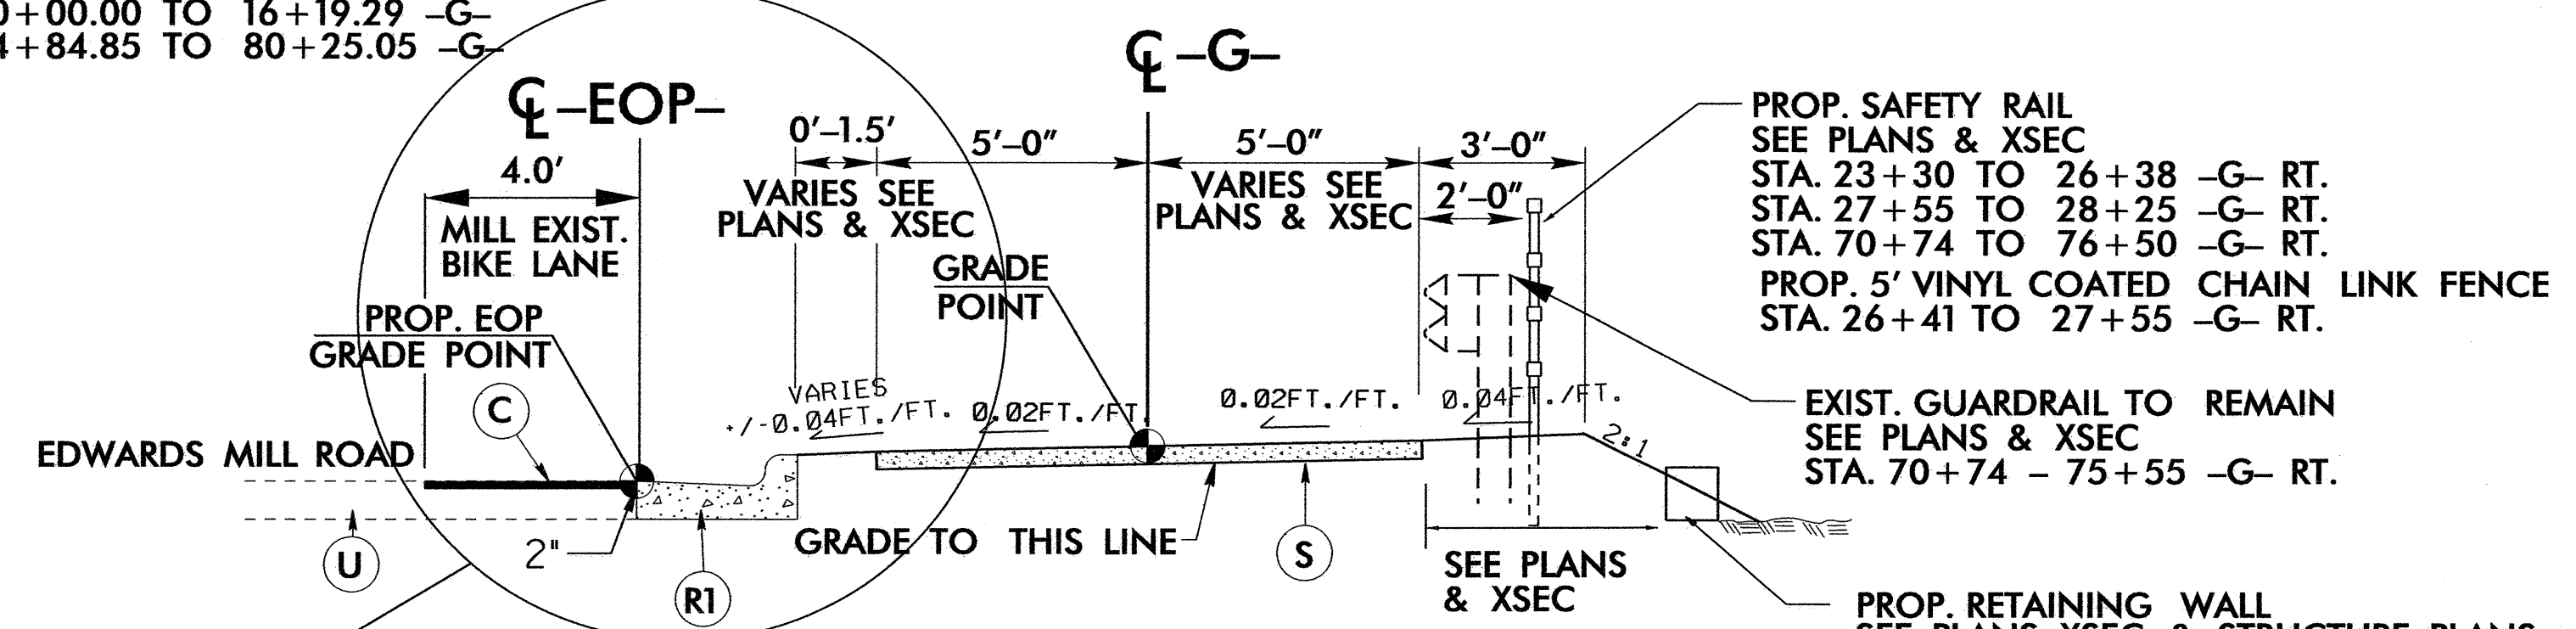 0+00.00 TO 16+19.29 –G–
4+84.85 TO 80+25.05 –G–
℄ –EOP–
℄ –G–
4.0'
MILL EXIST.
BIKE LANE
0'–1.5'
VARIES SEE
PLANS & XSEC
5'–0"
5'–0"
VARIES SEE
PLANS & XSEC
3'–0"
2'–0"
PROP. SAFETY RAIL
SEE PLANS & XSEC
STA. 23+30 TO 26+38 –G– RT.
STA. 27+55 TO 28+25 –G– RT.
STA. 70+74 TO 76+50 –G– RT.
PROP. 5' VINYL COATED CHAIN LINK FENCE
STA. 26+41 TO 27+55 –G– RT.
GRADE
POINT
PROP. EOP
GRADE POINT
VARIES
+/-0.04FT./FT.
0.02FT./FT.
0.02FT./FT.
0.04FT./FT.
2:1
EXIST. GUARDRAIL TO REMAIN
SEE PLANS & XSEC
STA. 70+74 – 75+55 –G– RT.
C
EDWARDS MILL ROAD
U
2"
R1
GRADE TO THIS LINE
S
SEE PLANS
& XSEC
PROP. RETAINING WALL
SEE PLANS XSEC & STRUCTURE PLANS